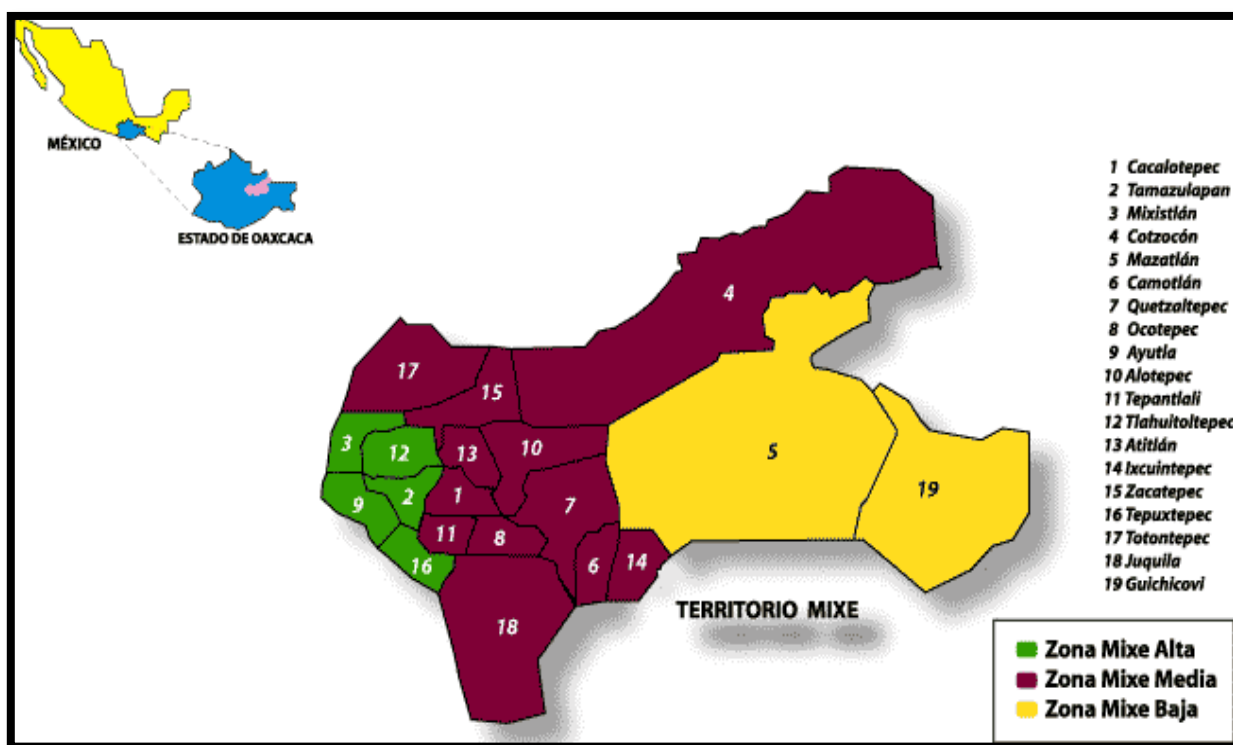 MÉXICO
ESTADO DE OAXCACA
1 Cacalotepec
2 Tamazulapan
3 Mixistlán
4 Cotzocón
5 Mazatlán
6 Camotlán
7 Quetzaltepec
8 Ocotepec
9 Ayutla
10 Alotepec
11 Tepantlali
12 Tlahuitoltepec
13 Atitlán
14 Ixcuintepec
15 Zacatepec
16 Tepuxtepec
17 Totontepec
18 Juquila
19 Guichicovi
4
17
15
3
12
13
10
5
2
1
9
7
19
11
8
16
6
14
18
TERRITORIO MIXE
Zona Mixe Alta
Zona Mixe Media
Zona Mixe Baja